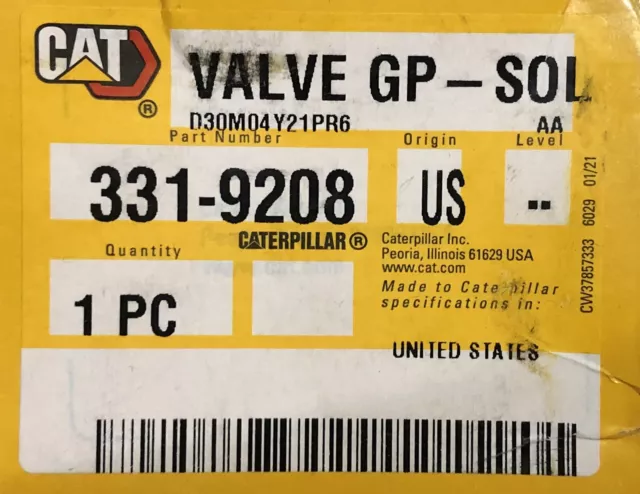 CAT
®
VALVE GP-SOL
D30M04Y21PR6 AA
Part Number Origin Level
331-9208 US --
CATERPILLAR®
Caterpillar Inc.
Peoria, Illinois 61629 USA
www.cat.com
Quantity
1 PC
Made to Caterpillar
specifications in:
UNITED STATES
CW37857333 6029 01/21